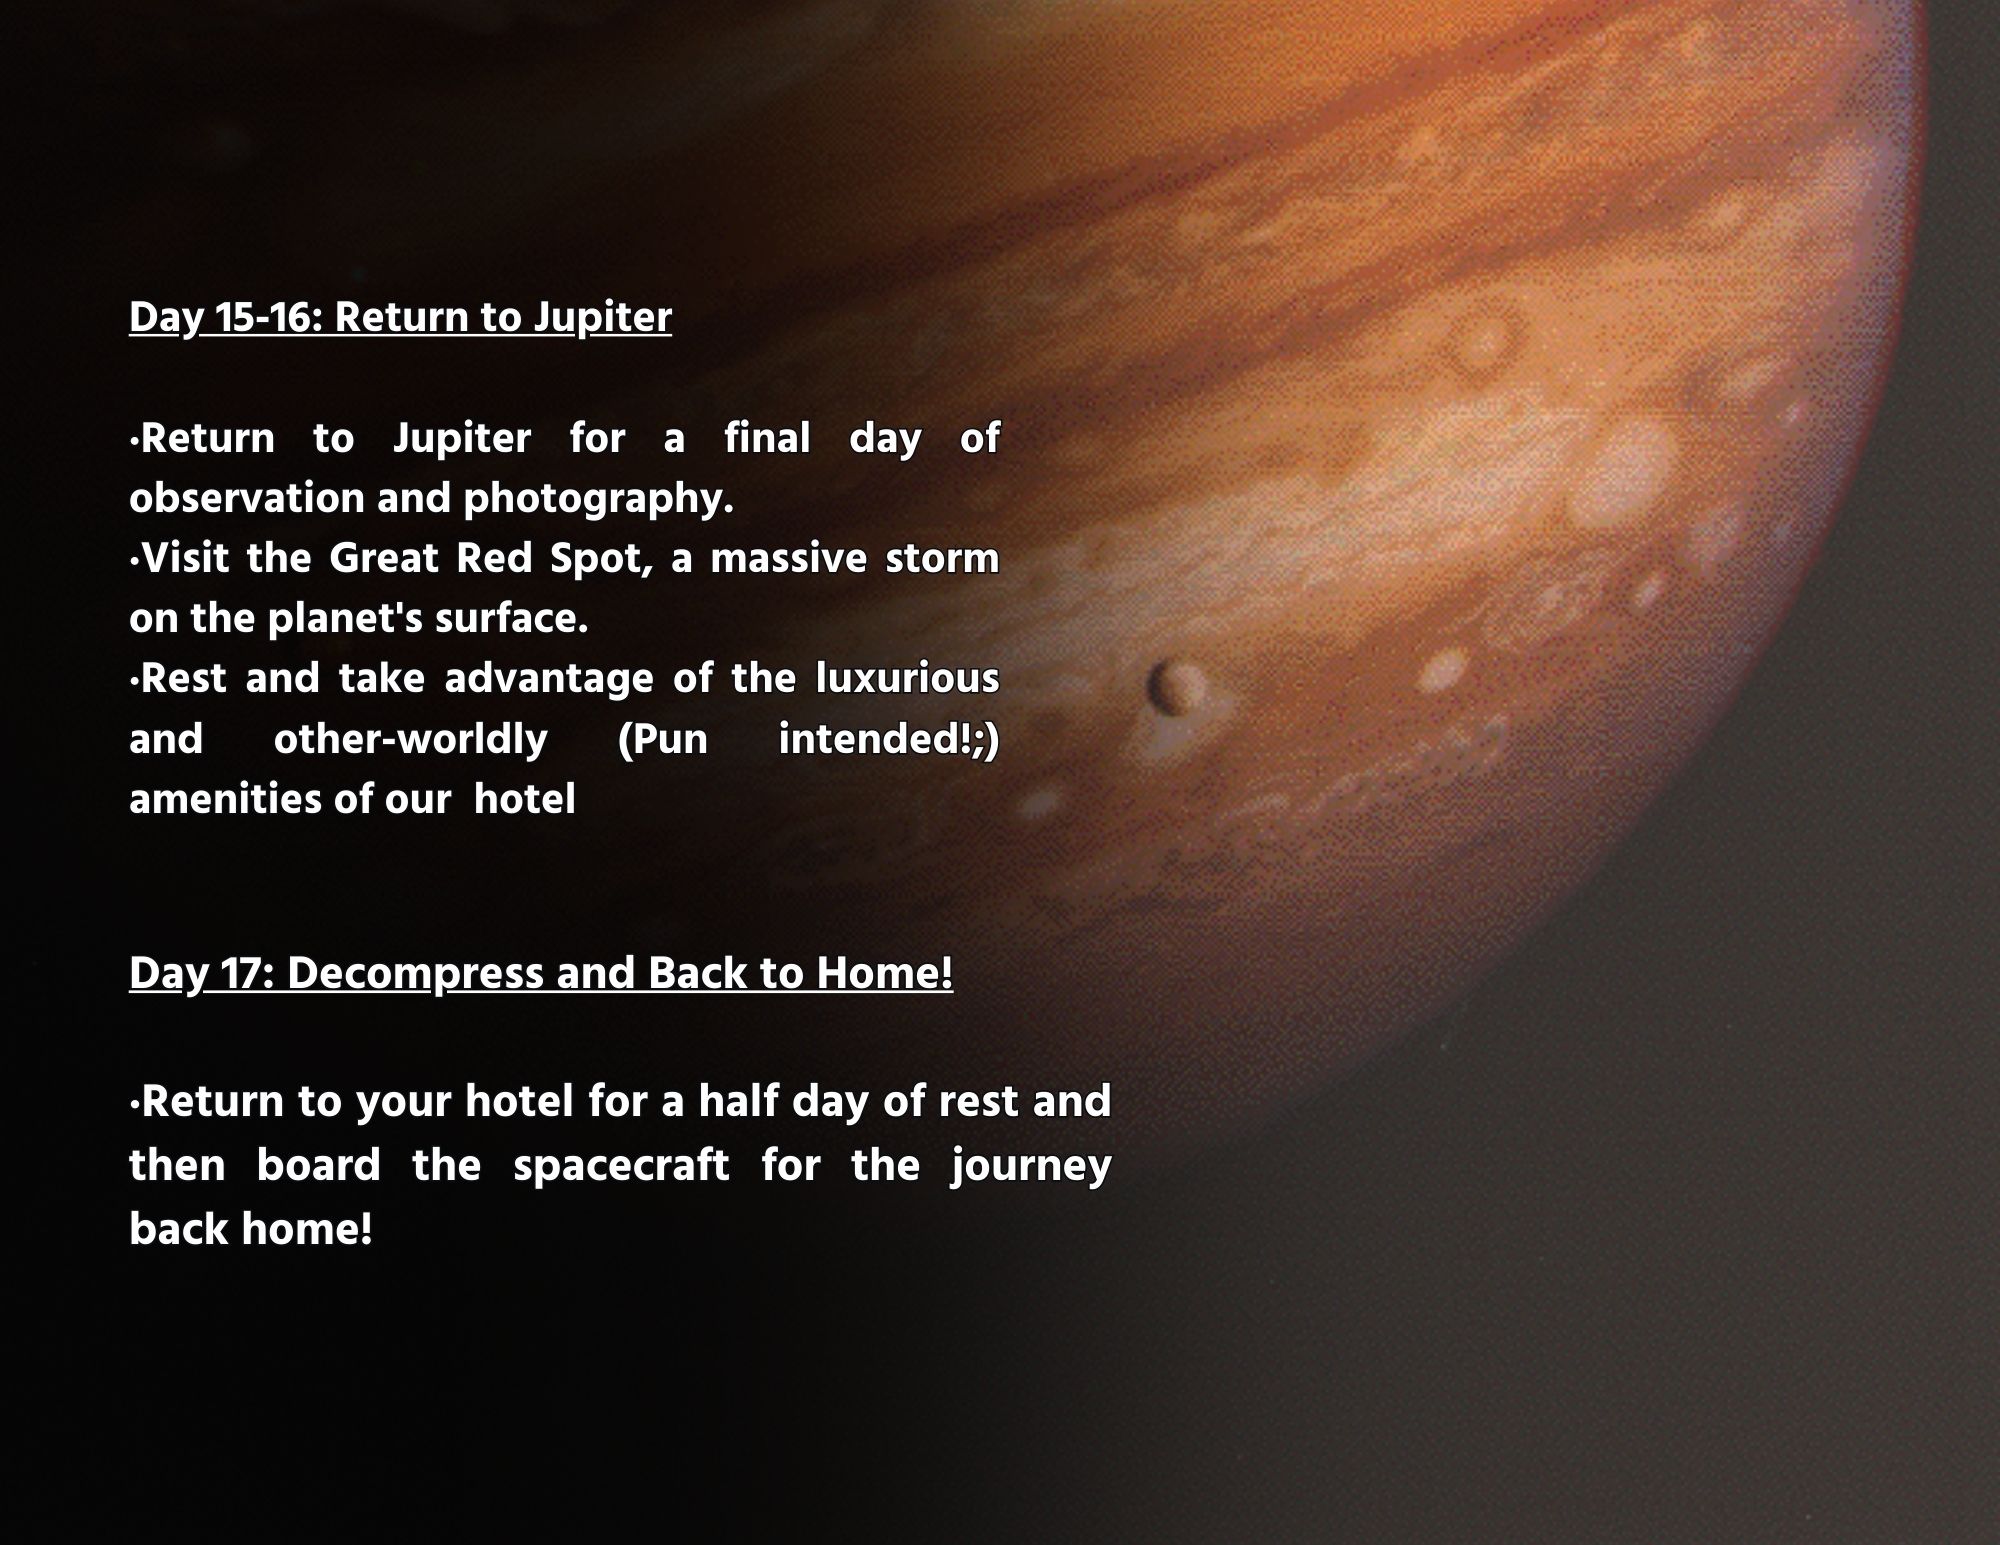 Day 15-16: Return to Jupiter
·Return to Jupiter for a final day of
observation and photography.
·Visit the Great Red Spot, a massive storm
on the planet's surface.
·Rest and take advantage of the luxurious
and other-worldly (Pun intended!;)
amenities of our  hotel
Day 17: Decompress and Back to Home!
·Return to your hotel for a half day of rest and
then board the spacecraft for the journey
back home!